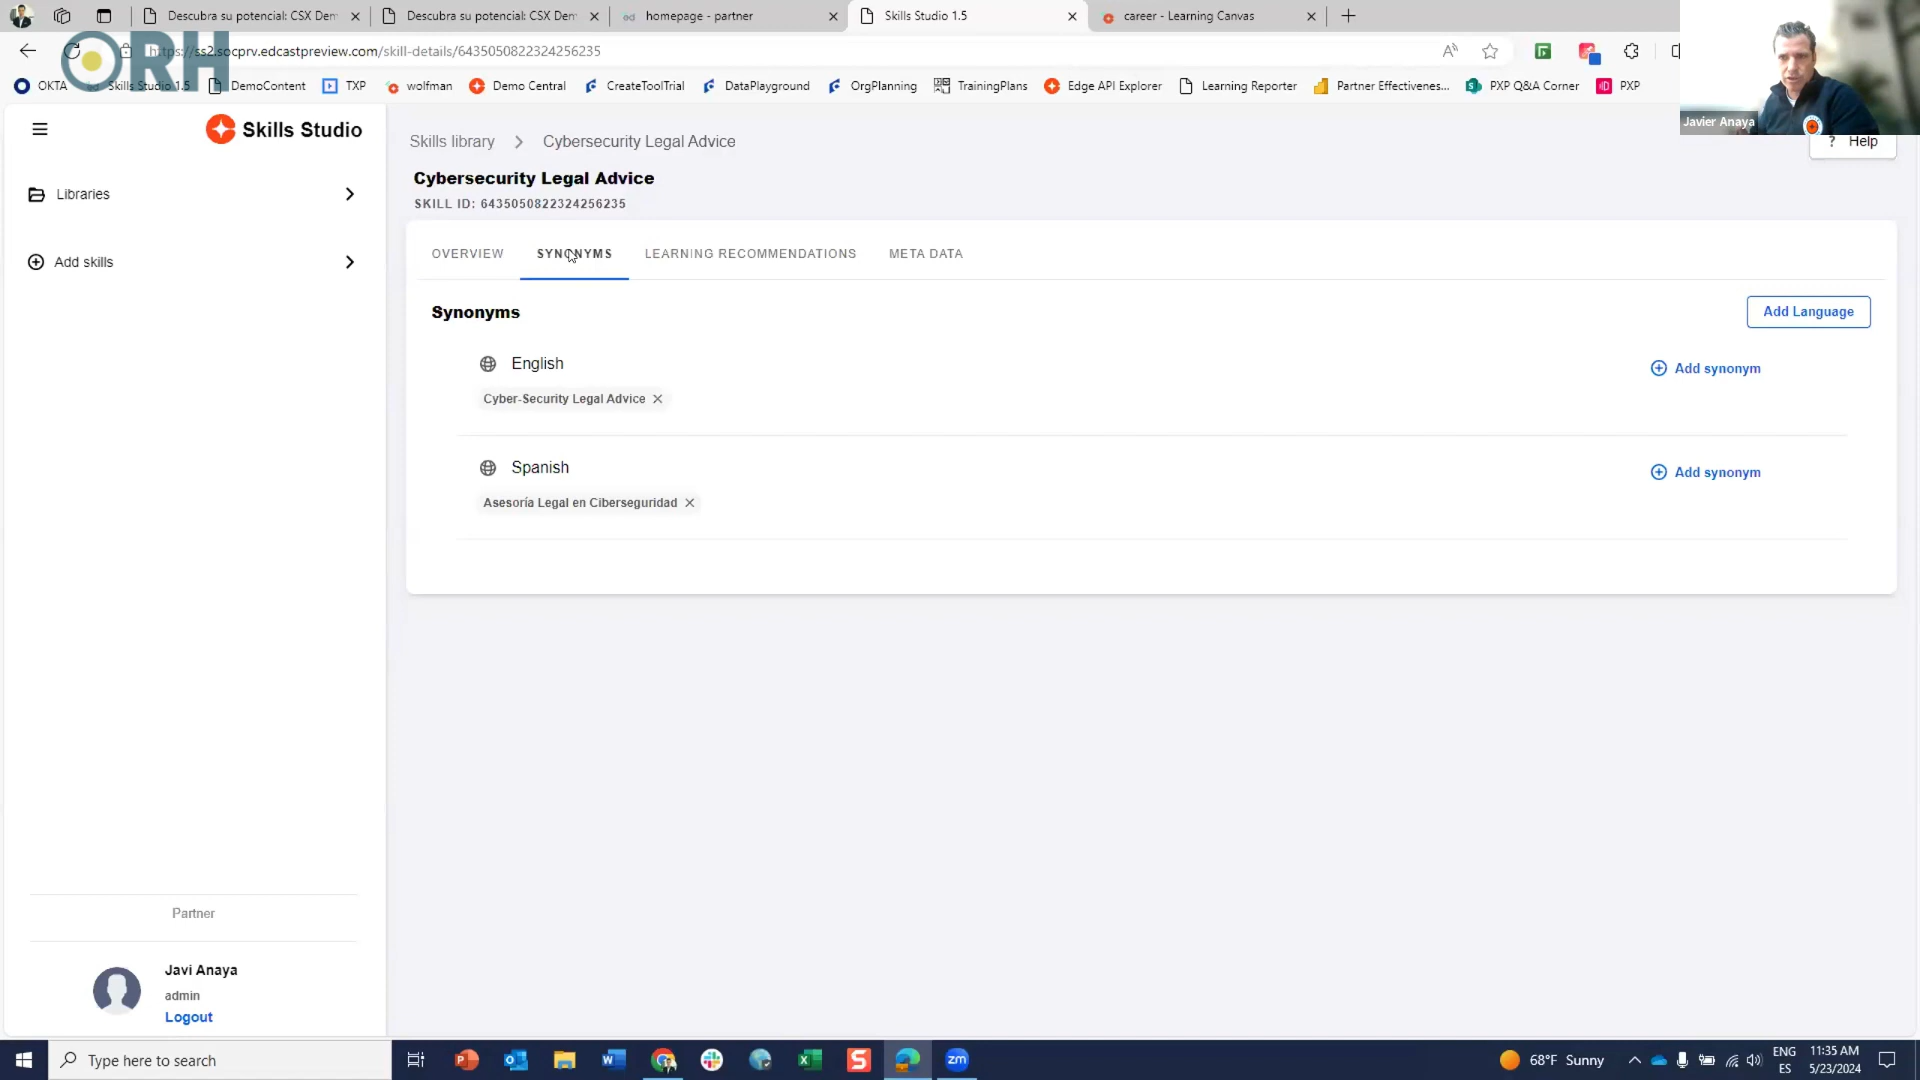 Descubra su potencial: CSX Den
Descubra su potencial: CSX Den
homepage - partner
Skills Studio 1.5
career - Learning Canvas
https://ss2.socprv.edcastpreview.com/skill-details/6435050822324256235
ORH
OKTA
Skills Studio 1.5
DemoContent
TXP
wolfman
Demo Central
CreateToolTrial
DataPlayground
OrgPlanning
TrainingPlans
Edge API Explorer
Learning Reporter
Partner Effectivenes...
PXP Q&A Corner
PXP
Javier Anaya
? Help
Skills Studio
Libraries
Add skills
Skills library > Cybersecurity Legal Advice
Cybersecurity Legal Advice
SKILL ID: 6435050822324256235
OVERVIEW
SYNONYMS
LEARNING RECOMMENDATIONS
META DATA
Synonyms
Add Language
English
Add synonym
Cyber-Security Legal Advice
Spanish
Add synonym
Asesoría Legal en Ciberseguridad
Partner
Javi Anaya
admin
Logout
Type here to search
zm
68°F Sunny
ENG
ES
11:35 AM
5/23/2024